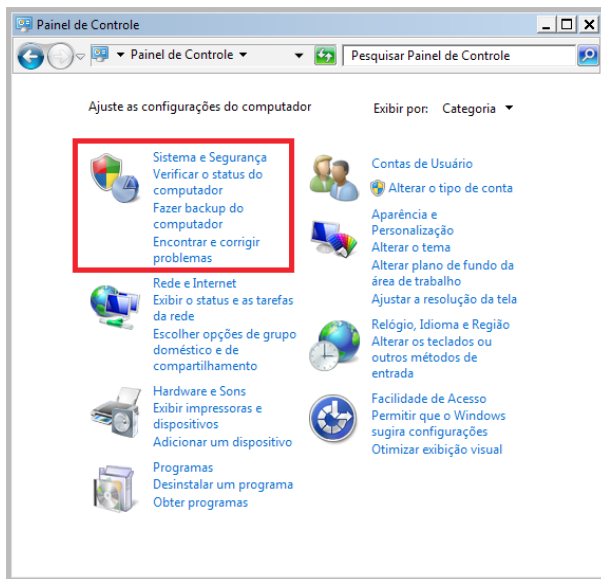 Painel de Controle
Painel de Controle
Pesquisar Painel de Controle
Ajuste as configurações do computador
Exibir por: Categoria
Sistema e Segurança
Verificar o status do
computador
Fazer backup do
computador
Encontrar e corrigir
problemas
Rede e Internet
Exibir o status e as tarefas
da rede
Escolher opções de grupo
doméstico e de
compartilhamento
Hardware e Sons
Exibir impressoras e
dispositivos
Adicionar um dispositivo
Programas
Desinstalar um programa
Obter programas
Contas de Usuário
Alterar o tipo de conta
Aparência e
Personalização
Alterar o tema
Alterar plano de fundo da
área de trabalho
Ajustar a resolução da tela
Relógio, Idioma e Região
Alterar os teclados ou
outros métodos de
entrada
Facilidade de Acesso
Permitir que o Windows
sugira configurações
Otimizar exibição visual